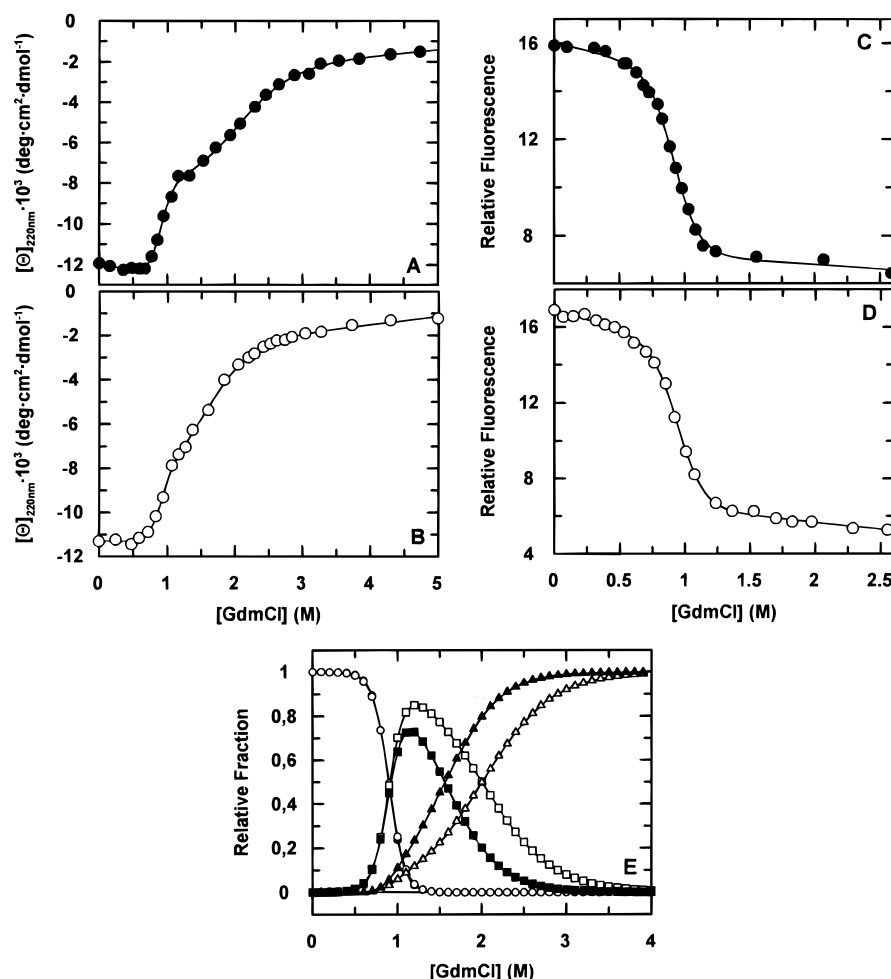 0
-2
-4
-6
-8
-10
-12
[Θ]220nm·10³ (deg·cm²·dmol⁻¹)
A
0
-2
-4
-6
-8
-10
-12
[Θ]220nm·10³ (deg·cm²·dmol⁻¹)
B
0 1 2 3 4 5
[GdmCl] (M)
16
12
8
Relative Fluorescence
C
20
16
12
8
4
Relative Fluorescence
D
0 0.5 1 1.5 2 2.5
[GdmCl] (M)
1
0,8
0,6
0,4
0,2
0
Relative Fraction
E
0 1 2 3 4
[GdmCl] (M)